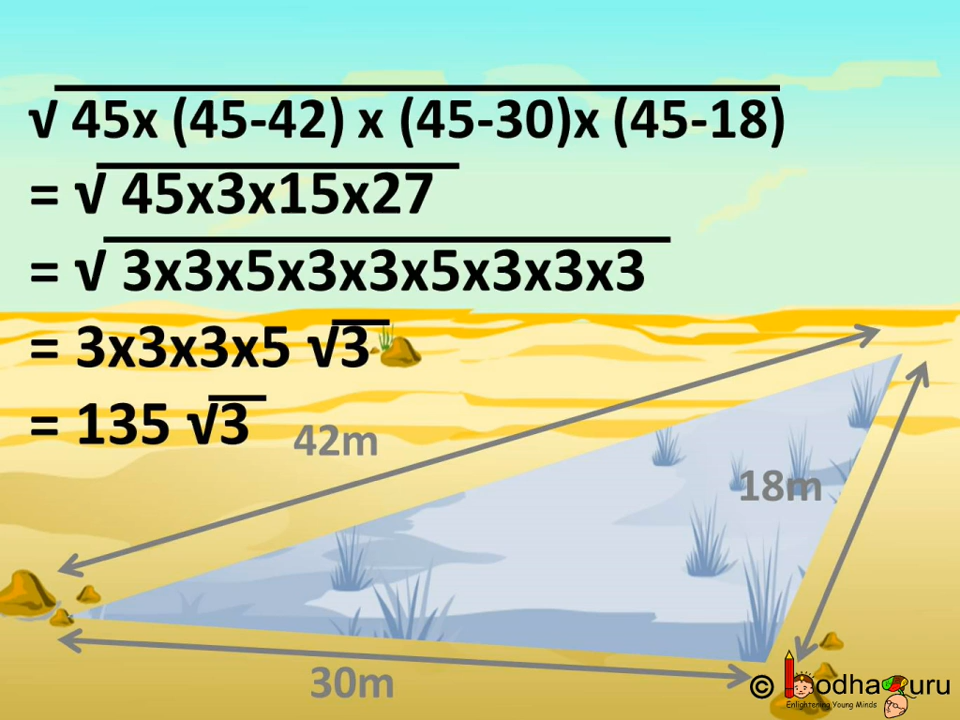 √ 45x (45-42) x (45-30)x (45-18)
= √ 45x3x15x27
= √ 3x3x5x3x3x5x3x3x3
= 3x3x3x5 √3
= 135 √3
42m
18m
30m
© bodhaGuru
Enlightening Young Minds